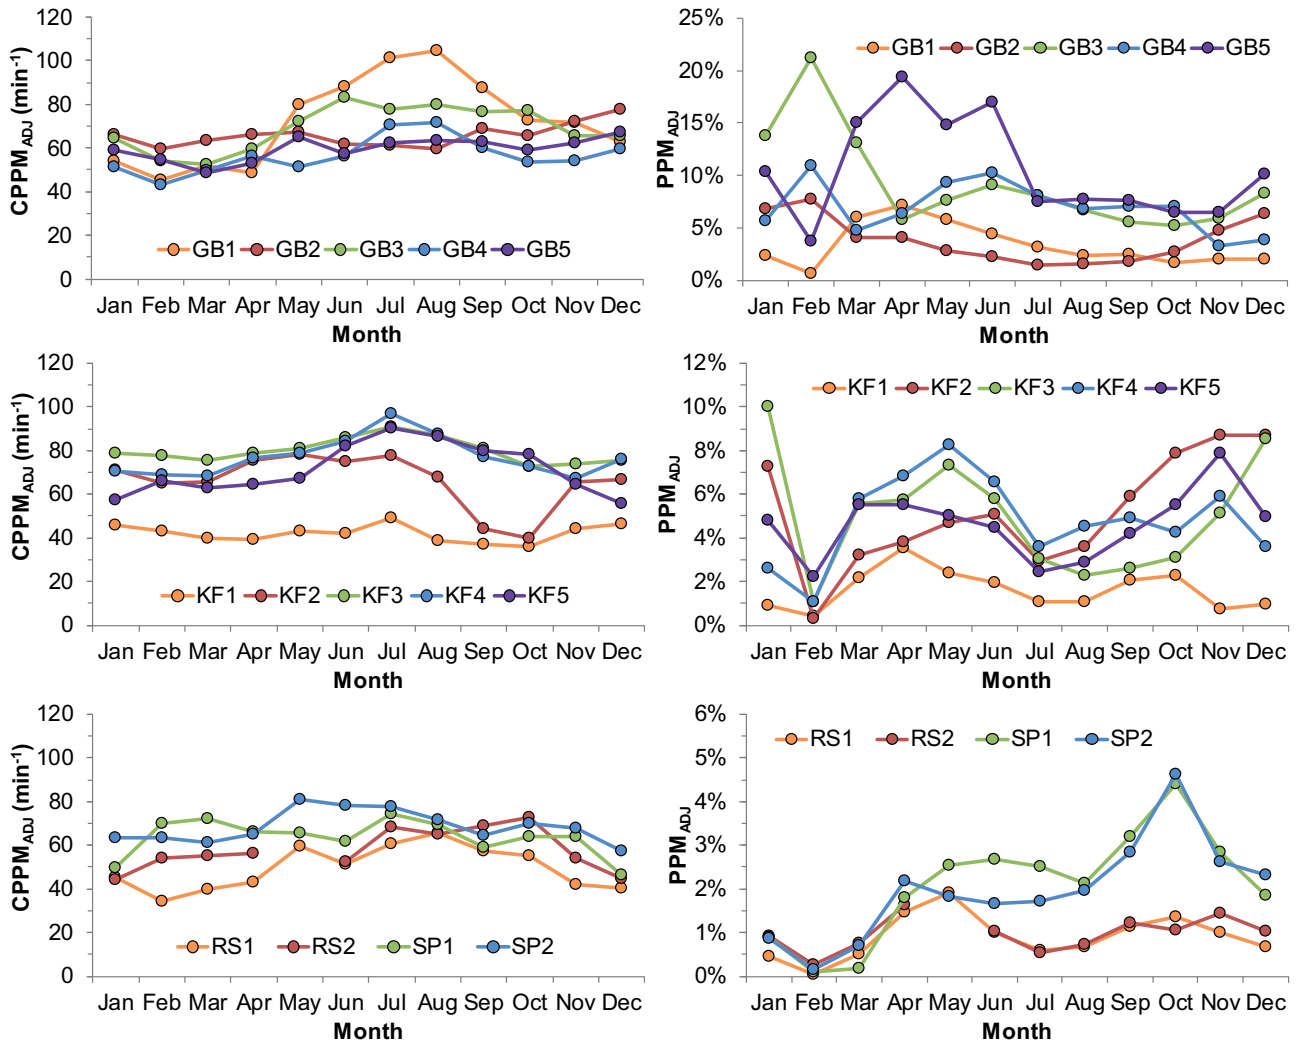 CPPM_ADJ (min⁻¹)
120
100
80
60
40
20
0
GB1 GB2 GB3 GB4 GB5
Jan Feb Mar Apr May Jun Jul Aug Sep Oct Nov Dec
Month
PPM_ADJ
25%
20%
15%
10%
5%
0%
GB1 GB2 GB3 GB4 GB5
Jan Feb Mar Apr May Jun Jul Aug Sep Oct Nov Dec
Month
CPPM_ADJ (min⁻¹)
120
100
80
60
40
20
0
KF1 KF2 KF3 KF4 KF5
Jan Feb Mar Apr May Jun Jul Aug Sep Oct Nov Dec
Month
PPM_ADJ
12%
10%
8%
6%
4%
2%
0%
KF1 KF2 KF3 KF4 KF5
Jan Feb Mar Apr May Jun Jul Aug Sep Oct Nov Dec
Month
CPPM_ADJ (min⁻¹)
120
100
80
60
40
20
0
RS1 RS2 SP1 SP2
Jan Feb Mar Apr May Jun Jul Aug Sep Oct Nov Dec
Month
PPM_ADJ
6%
5%
4%
3%
2%
1%
0%
RS1 RS2 SP1 SP2
Jan Feb Mar Apr May Jun Jul Aug Sep Oct Nov Dec
Month